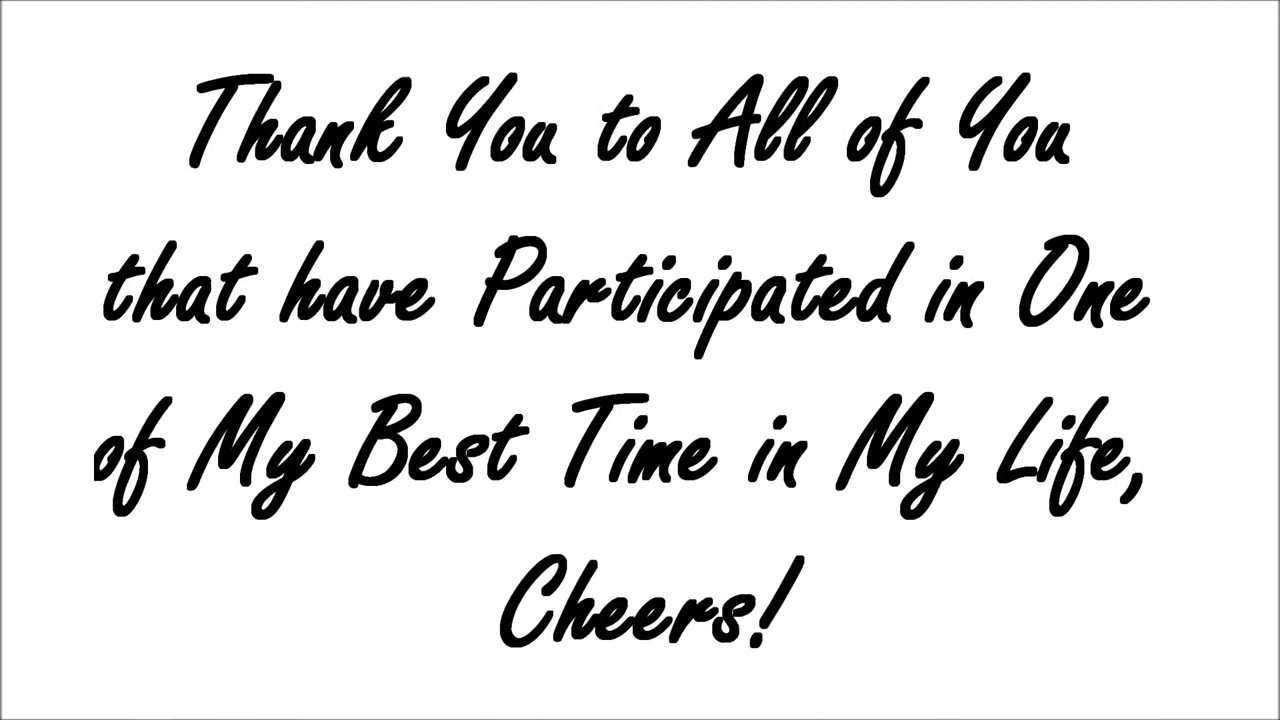 Thank You to All of You
that have Participated in One
of My Best Time in My Life,
Cheers!